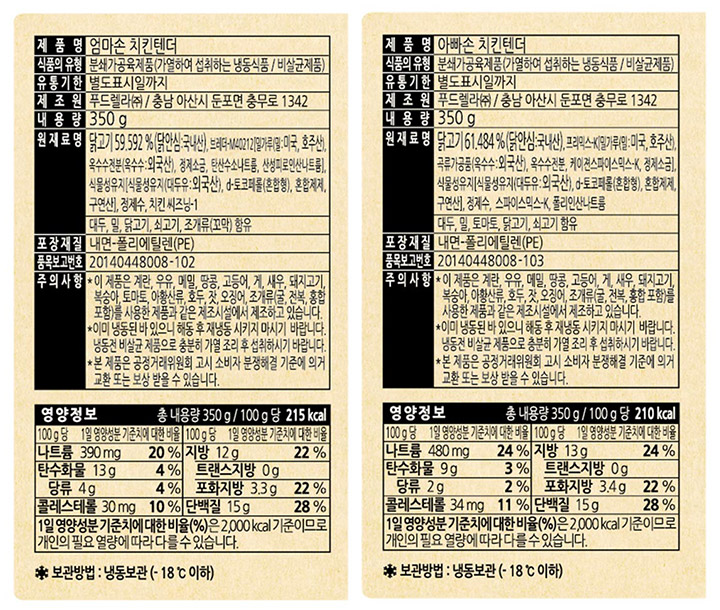 제 품 명 엄마손 치킨텐더
식품의 유형 분쇄가공육제품(가열하여 섭취하는 냉동식품 / 비살균제품)
유 통 기 한 별도표시일까지
제 조 원 푸드렐라㈜ / 충남 아산시 둔포면 충무로 1342
내 용 량 350 g
원 재 료 명 닭고기 59.592 % (닭안심:국내산), 브레더-M40212[밀가루(밀:미국, 호주산),
옥수수전분(옥수수:외국산), 정제소금, 탄산수소나트륨, 산성피로인산나트륨],
식물성유지[식물성유지(대두유:외국산), d-토코페롤(혼합형), 혼합제제,
구연산], 정제수, 치킨 씨즈닝-1
대두, 밀, 닭고기, 쇠고기, 조개류(꼬막) 함유
포 장 재 질 내면-폴리에틸렌(PE)
품목보고번호 20140448008-102
주 의 사 항 *이 제품은 계란, 우유, 메밀, 땅콩, 고등어, 게, 새우, 돼지고기,
복숭아, 토마토, 아황산류, 호두, 잣, 오징어, 조개류(굴, 전복, 홍합
포함)를 사용한 제품과 같은 제조시설에서 제조하고 있습니다.
*이미 냉동된 바 있으니 해동 후 재냉동 시키지 마시기 바랍니다.
냉동전 비살균 제품으로 충분히 가열 조리 후 섭취하시기 바랍니다.
*본 제품은 공정거래위원회 고시 소비자 분쟁해결 기준에 의거
교환 또는 보상 받을 수 있습니다.
영양정보 총 내용량 350 g / 100 g 당 215 kcal
100 g 당 1일 영양성분 기준치에 대한 비율 100 g 당 1일 영양성분 기준치에 대한 비율
나트륨 390 mg 20 % 지방 12 g 22 %
탄수화물 13 g 4 % 트랜스지방 0 g
당류 4 g 4 % 포화지방 3.3 g 22 %
콜레스테롤 30 mg 10 % 단백질 15 g 28 %
1일 영양성분 기준치에 대한 비율(%)은 2,000 kcal 기준이므로
개인의 필요 열량에 따라 다를 수 있습니다.
✽ 보관방법 : 냉동보관 (- 18 ℃ 이하)
제 품 명 아빠손 치킨텐더
식품의 유형 분쇄가공육제품(가열하여 섭취하는 냉동식품 / 비살균제품)
유 통 기 한 별도표시일까지
제 조 원 푸드렐라㈜ / 충남 아산시 둔포면 충무로 1342
내 용 량 350 g
원 재 료 명 닭고기 61.484 % (닭안심:국내산), 프리믹스-K[밀가루(밀:미국, 호주산),
곡류가공품(옥수수:외국산), 옥수수전분, 케이젼스파이스믹스-K, 정제소금],
식물성유지[식물성유지(대두유:외국산), d-토코페롤(혼합형), 혼합제제,
구연산], 정제수, 스파이스믹스-K, 폴리인산나트륨
대두, 밀, 토마토, 닭고기, 쇠고기 함유
포 장 재 질 내면-폴리에틸렌(PE)
품목보고번호 20140448008-103
주 의 사 항 *이 제품은 계란, 우유, 메밀, 땅콩, 고등어, 게, 새우, 돼지고기,
복숭아, 아황산류, 호두, 잣, 오징어, 조개류(굴, 전복, 홍합 포함)를
사용한 제품과 같은 제조시설에서 제조하고 있습니다.
*이미 냉동된 바 있으니 해동 후 재냉동 시키지 마시기 바랍니다.
냉동전 비살균 제품으로 충분히 가열 조리 후 섭취하시기 바랍니다.
*본 제품은 공정거래위원회 고시 소비자 분쟁해결 기준에 의거
교환 또는 보상 받을 수 있습니다.
영양정보 총 내용량 350 g / 100 g 당 210 kcal
100 g 당 1일 영양성분 기준치에 대한 비율 100 g 당 1일 영양성분 기준치에 대한 비율
나트륨 480 mg 24 % 지방 13 g 24 %
탄수화물 9 g 3 % 트랜스지방 0 g
당류 2 g 2 % 포화지방 3.4 g 22 %
콜레스테롤 34 mg 11 % 단백질 15 g 28 %
1일 영양성분 기준치에 대한 비율(%)은 2,000 kcal 기준이므로
개인의 필요 열량에 따라 다를 수 있습니다.
✽ 보관방법 : 냉동보관 (- 18 ℃ 이하)